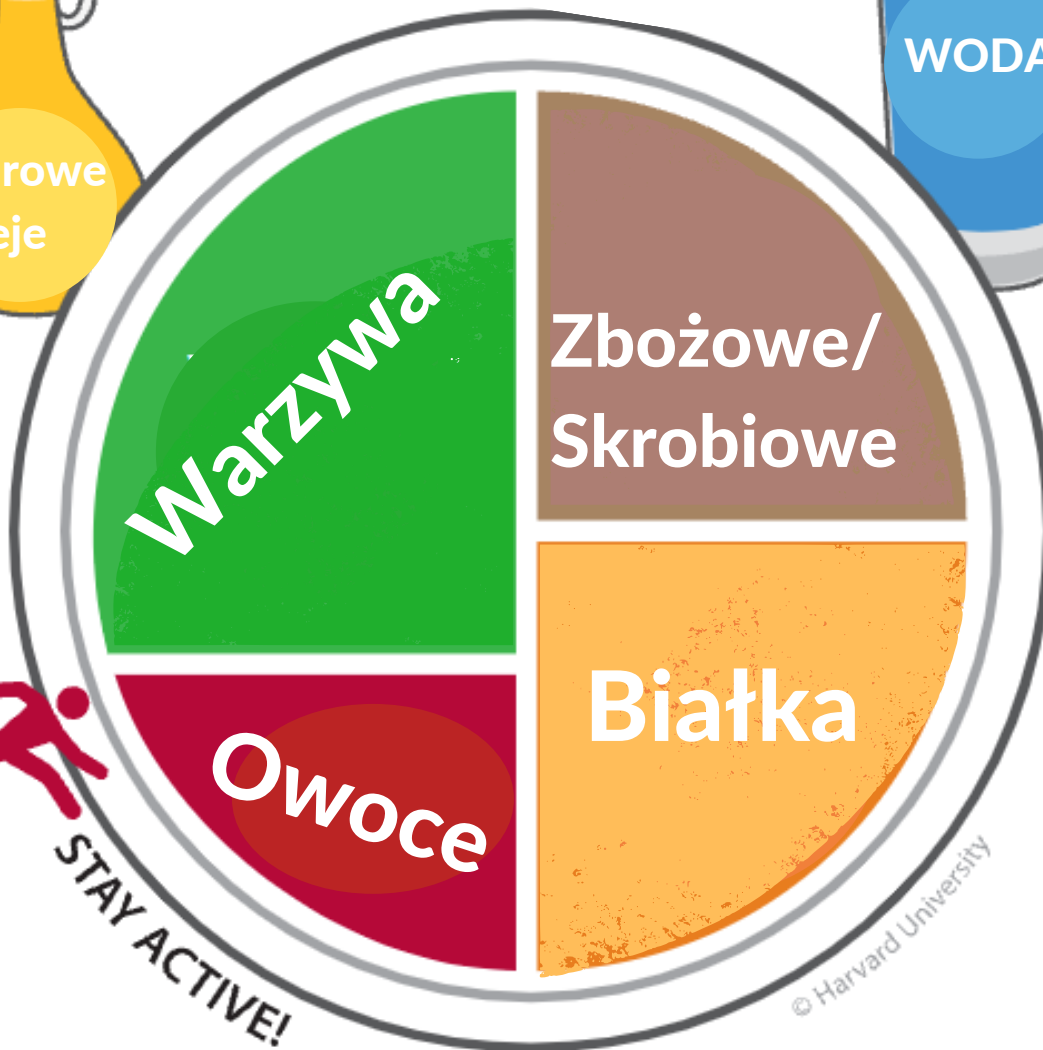 WODA
rowe
eje
Warzywa
Zbożowe/
Skrobiowe
Białka
Owoce
STAY ACTIVE!
© Harvard University